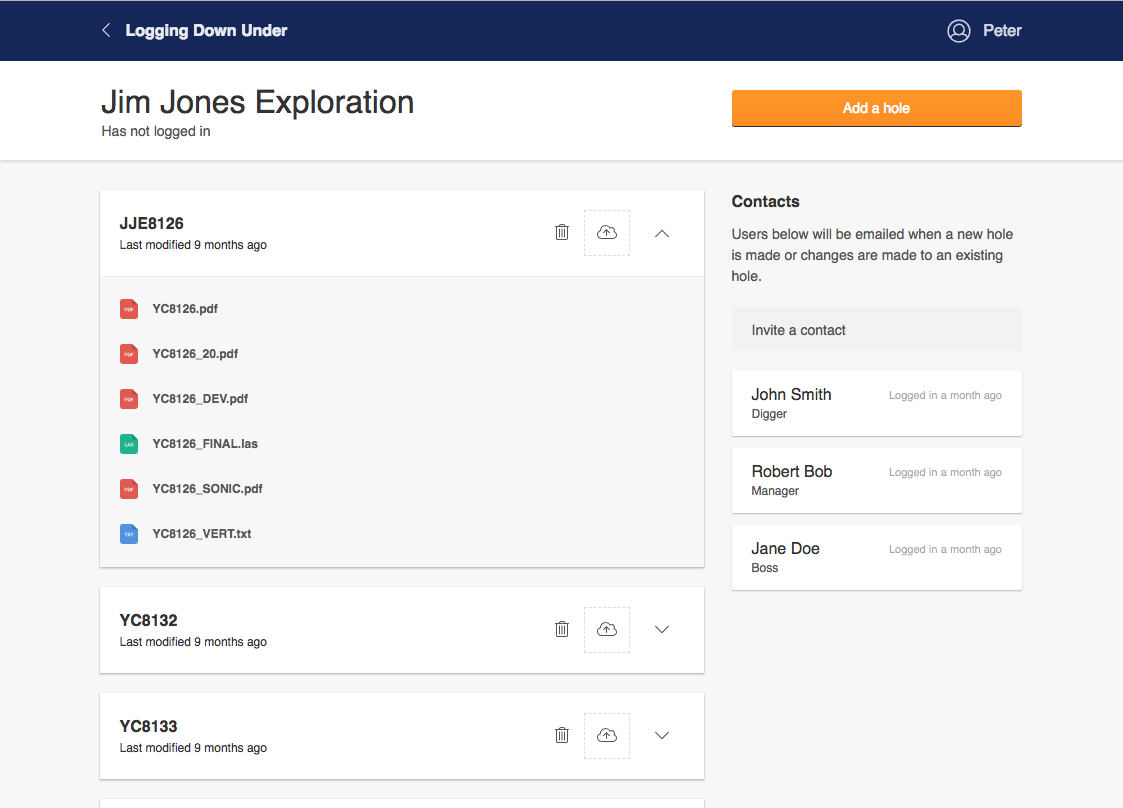 Logging Down Under
Peter
Jim Jones Exploration
Has not logged in
Add a hole
JJE8126
Last modified 9 months ago
PDF YC8126.pdf
PDF YC8126_20.pdf
PDF YC8126_DEV.pdf
LAS YC8126_FINAL.las
PDF YC8126_SONIC.pdf
TXT YC8126_VERT.txt
YC8132
Last modified 9 months ago
YC8133
Last modified 9 months ago
Contacts
Users below will be emailed when a new hole
is made or changes are made to an existing
hole.
Invite a contact
John Smith
Logged in a month ago
Digger
Robert Bob
Logged in a month ago
Manager
Jane Doe
Logged in a month ago
Boss